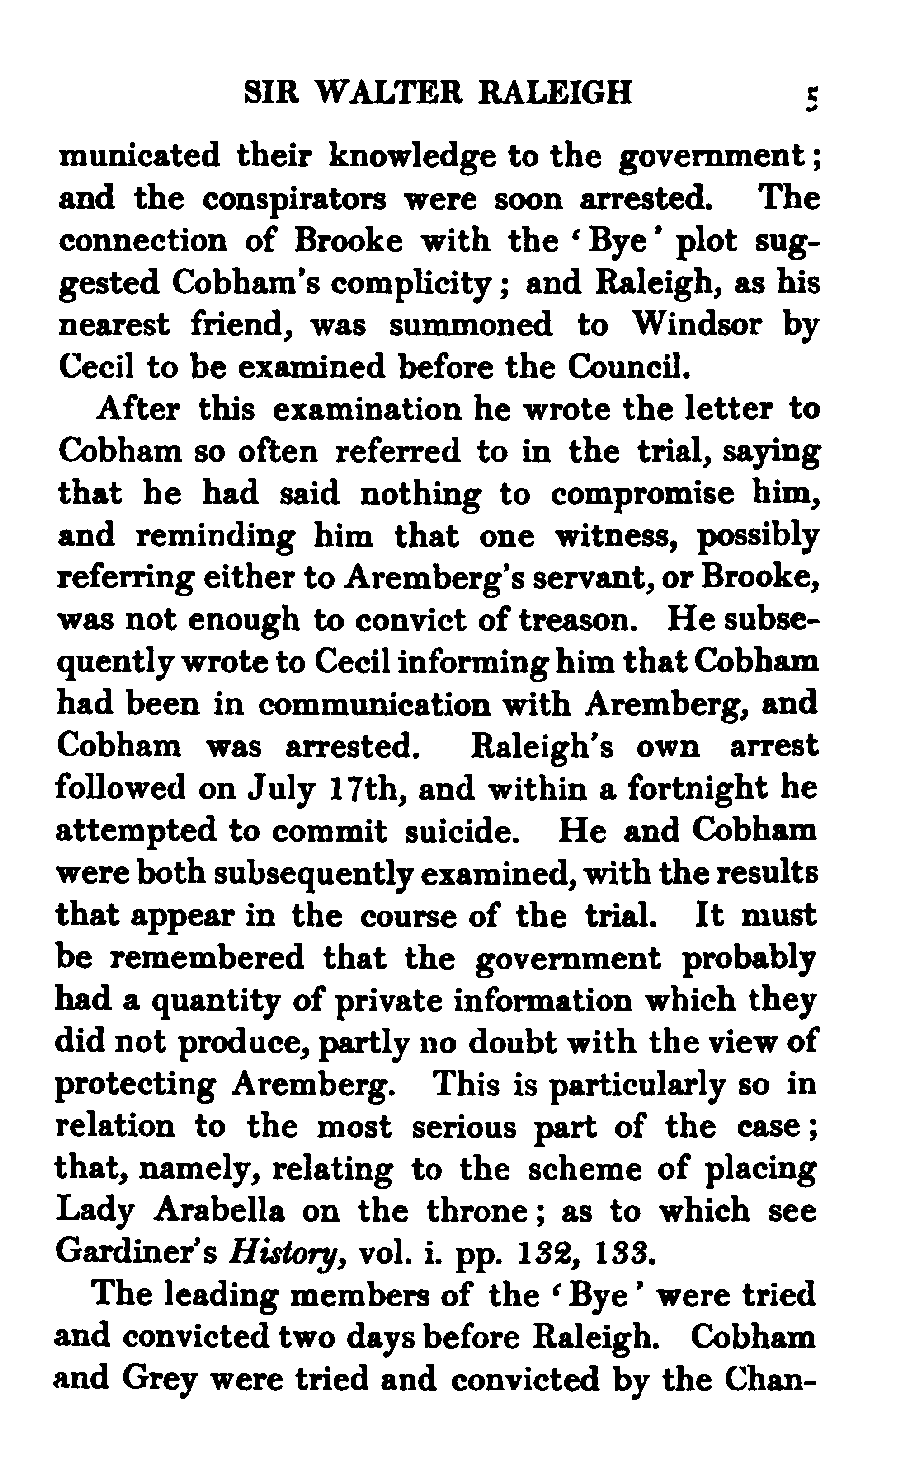 SIR WALTER RALEIGH 5
municated their knowledge to the government;
and the conspirators were soon arrested. The
connection of Brooke with the ‘Bye’ plot sug-
gested Cobham's complicity; and Raleigh, as his
nearest friend, was summoned to Windsor by
Cecil to be examined before the Council.
After this examination he wrote the letter to
Cobham so often referred to in the trial, saying
that he had said nothing to compromise him,
and reminding him that one witness, possibly
referring either to Aremberg's servant, or Brooke,
was not enough to convict of treason. He subse-
quently wrote to Cecil informing him that Cobham
had been in communication with Aremberg, and
Cobham was arrested. Raleigh's own arrest
followed on July 17th, and within a fortnight he
attempted to commit suicide. He and Cobham
were both subsequently examined, with the results
that appear in the course of the trial. It must
be remembered that the government probably
had a quantity of private information which they
did not produce, partly no doubt with the view of
protecting Aremberg. This is particularly so in
relation to the most serious part of the case;
that, namely, relating to the scheme of placing
Lady Arabella on the throne; as to which see
Gardiner's History, vol. i. pp. 132, 133.
The leading members of the ‘Bye’ were tried
and convicted two days before Raleigh. Cobham
and Grey were tried and convicted by the Chan-